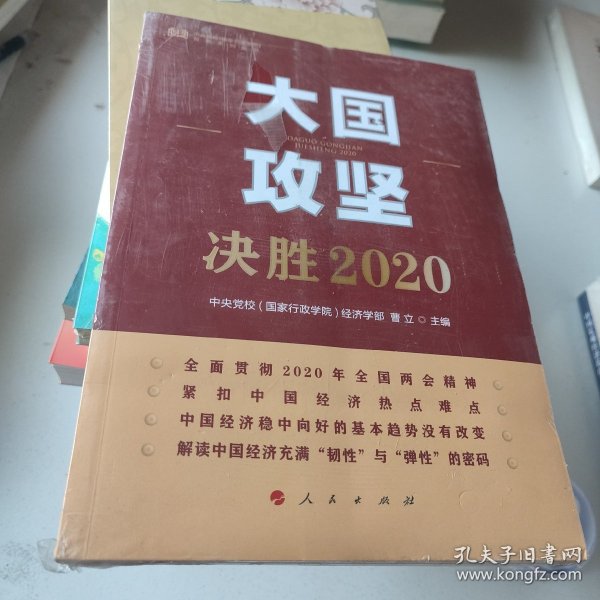 大国
DAGUO GONGJIAN
JUESHENG 2020
攻坚
决胜2020
中央党校（国家行政学院）经济学部 曹 立 主编
全面贯彻2020年全国两会精神
紧扣中国经济热点难点
中国经济稳中向好的基本趋势没有改变
解读中国经济充满“韧性”与“弹性”的密码
人民出版社
孔夫子旧书网
www.kongfz.com